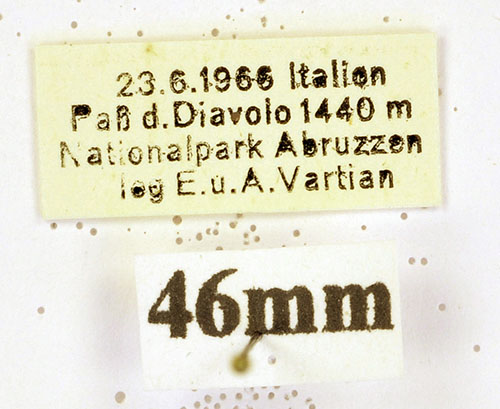 23.6.1966 Italien
Paß d.Diavolo 1440 m
Nationalpark Abruzzen
leg E.u.A.Vartian
46mm